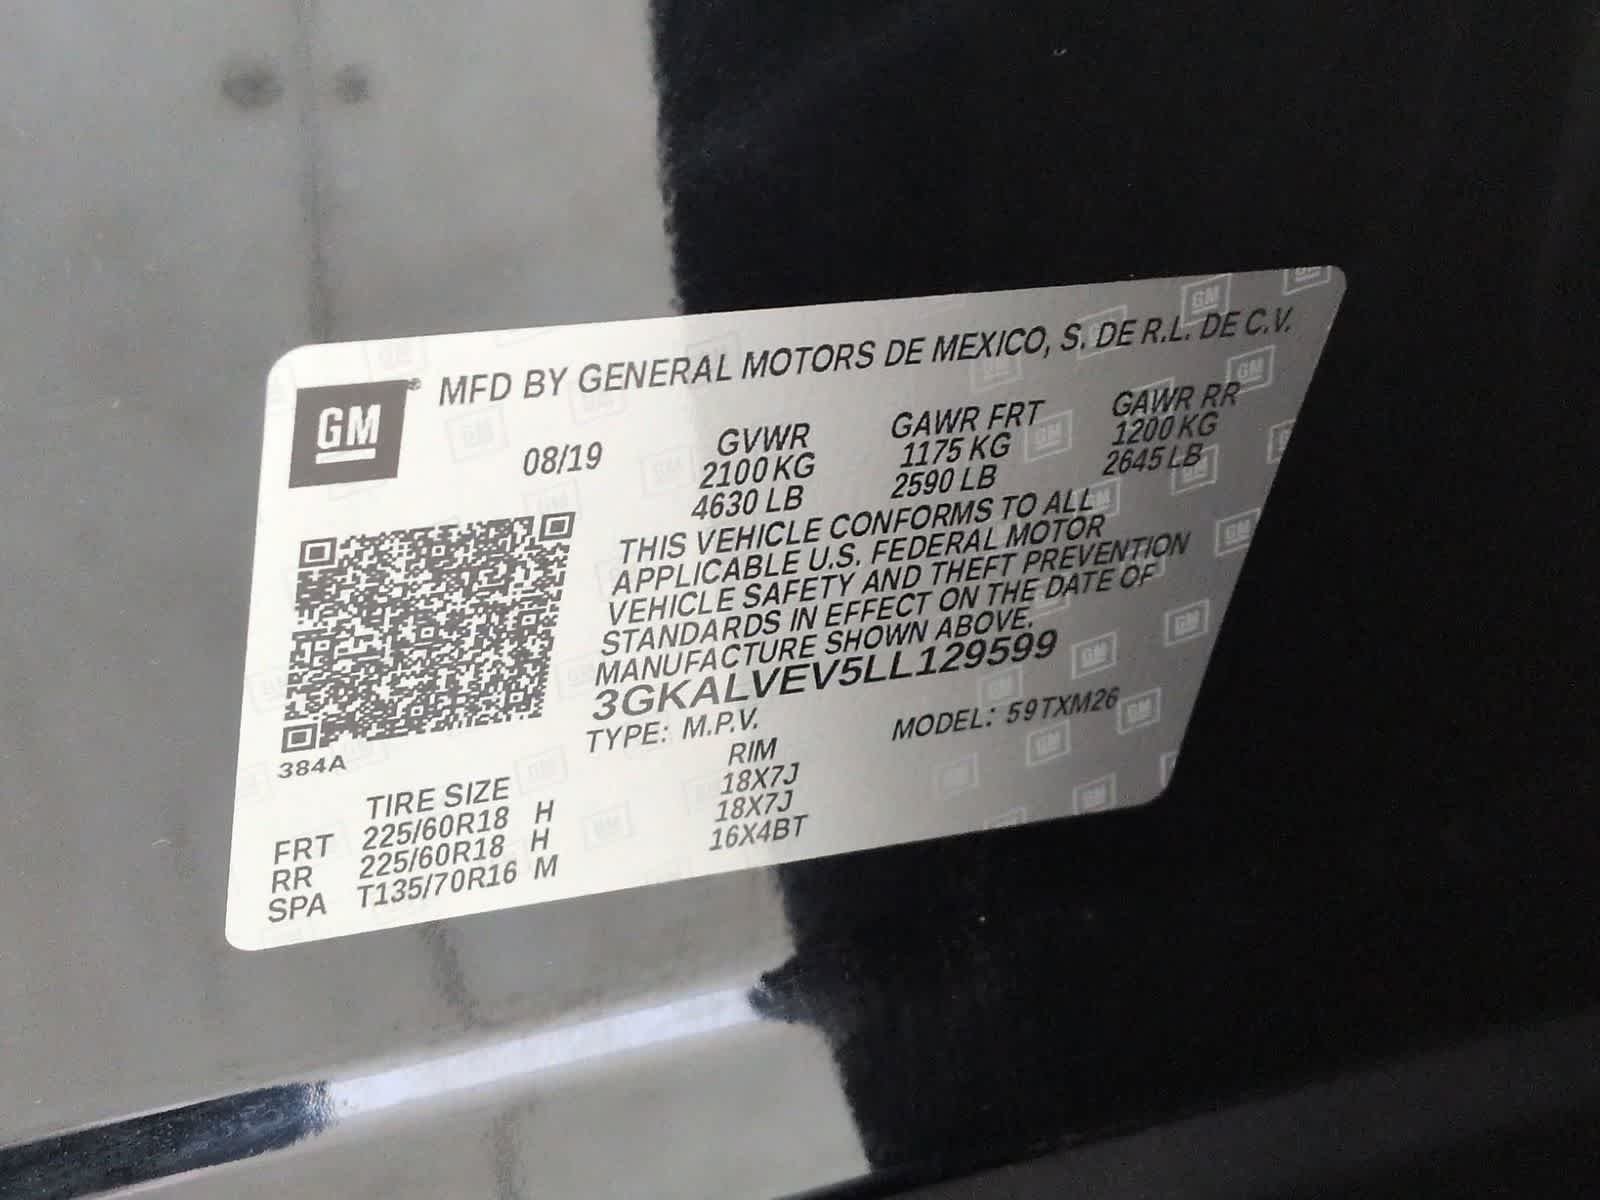 GM® MFD BY GENERAL MOTORS DE MEXICO, S. DE R.L. DE C.V.
08/19 GVWR GAWR FRT GAWR RR
2100 KG 1175 KG 1200 KG
4630 LB 2590 LB 2645 LB
THIS VEHICLE CONFORMS TO ALL
APPLICABLE U.S. FEDERAL MOTOR
VEHICLE SAFETY AND THEFT PREVENTION
STANDARDS IN EFFECT ON THE DATE OF
MANUFACTURE SHOWN ABOVE.
3GKALVEV5LL129599
TYPE: M.P.V. MODEL: 59TXM26
384A
TIRE SIZE RIM
FRT 225/60R18 H 18X7J
RR 225/60R18 H 18X7J
SPA T135/70R16 M 16X4BT